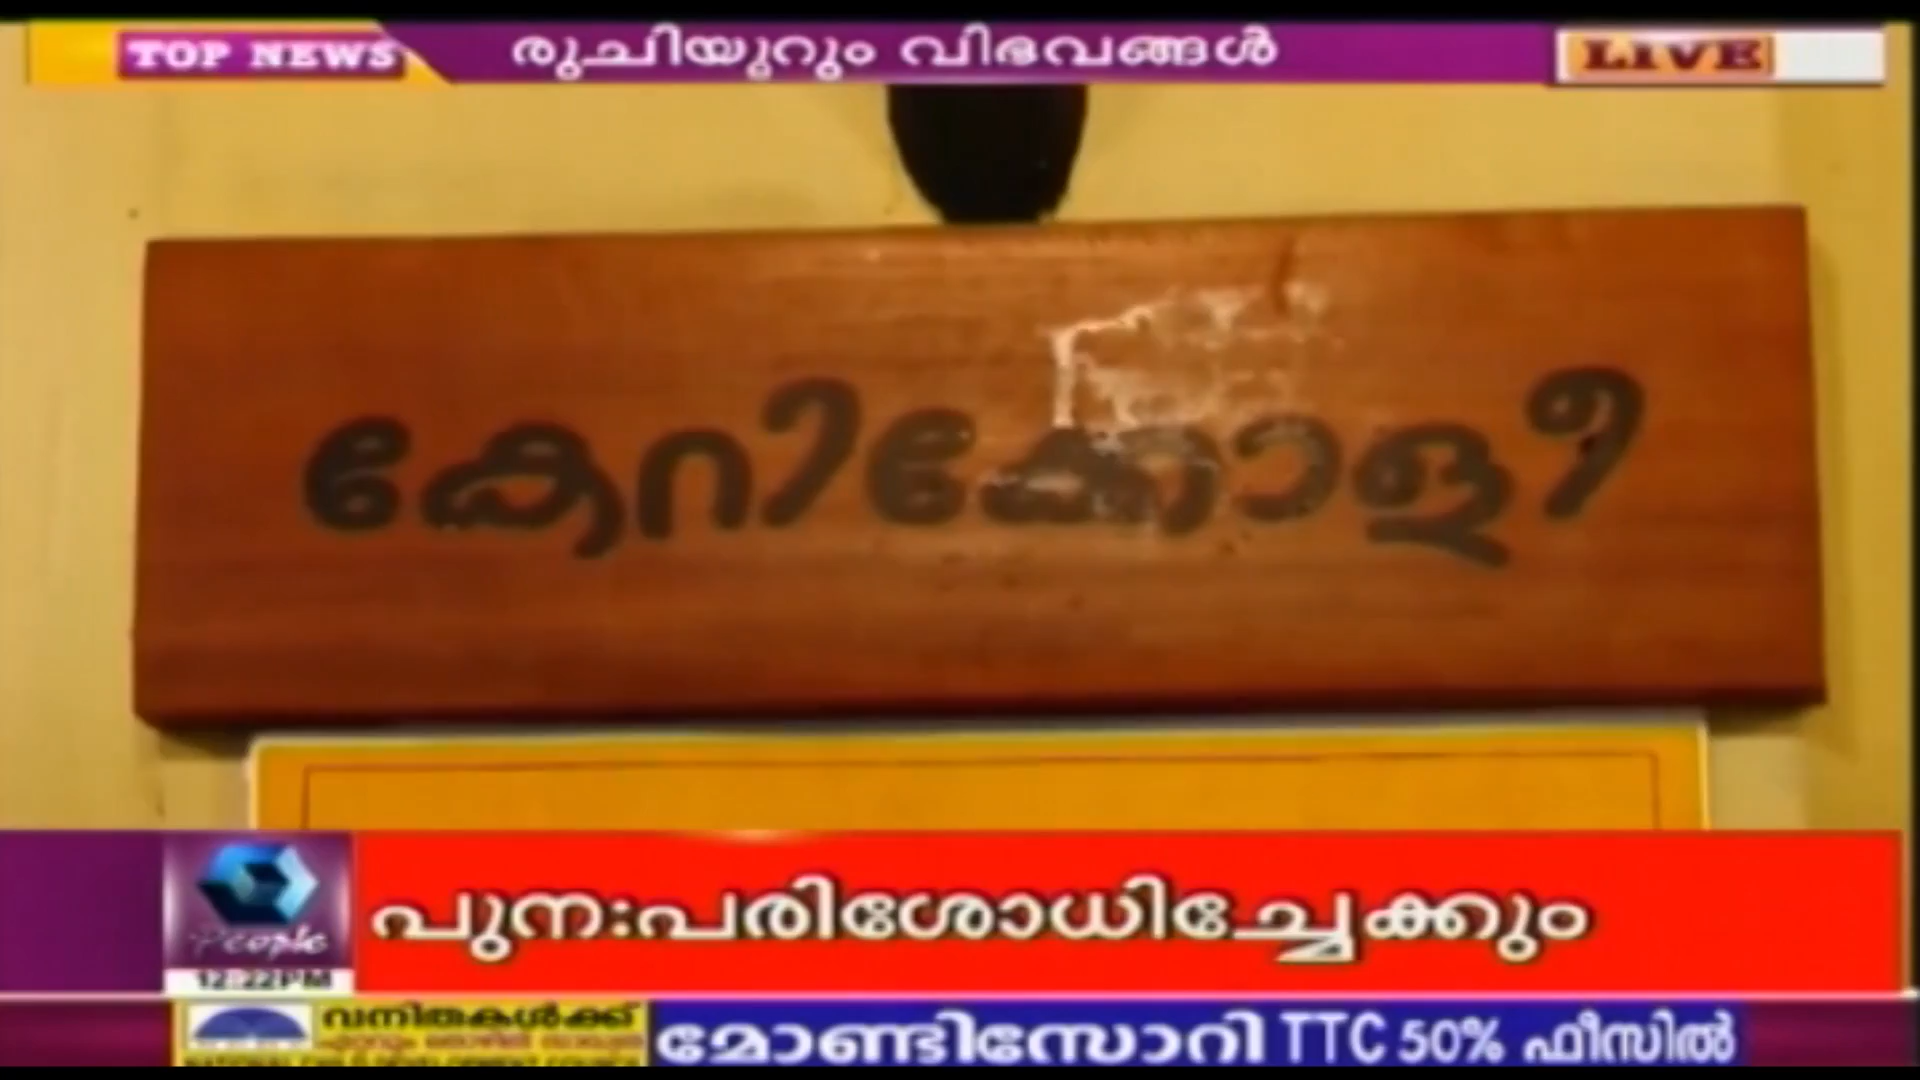 TOP NEWS
രുചിയുറും വിഭവങ്ങൾ
LIVE
കേറിക്കോളീ
People
12:22PM
പുനഃപരിശോധിച്ചേക്കും
വനിതകൾക്ക്
മോണ്ടിസോറി TTC 50% ഫീസിൽ